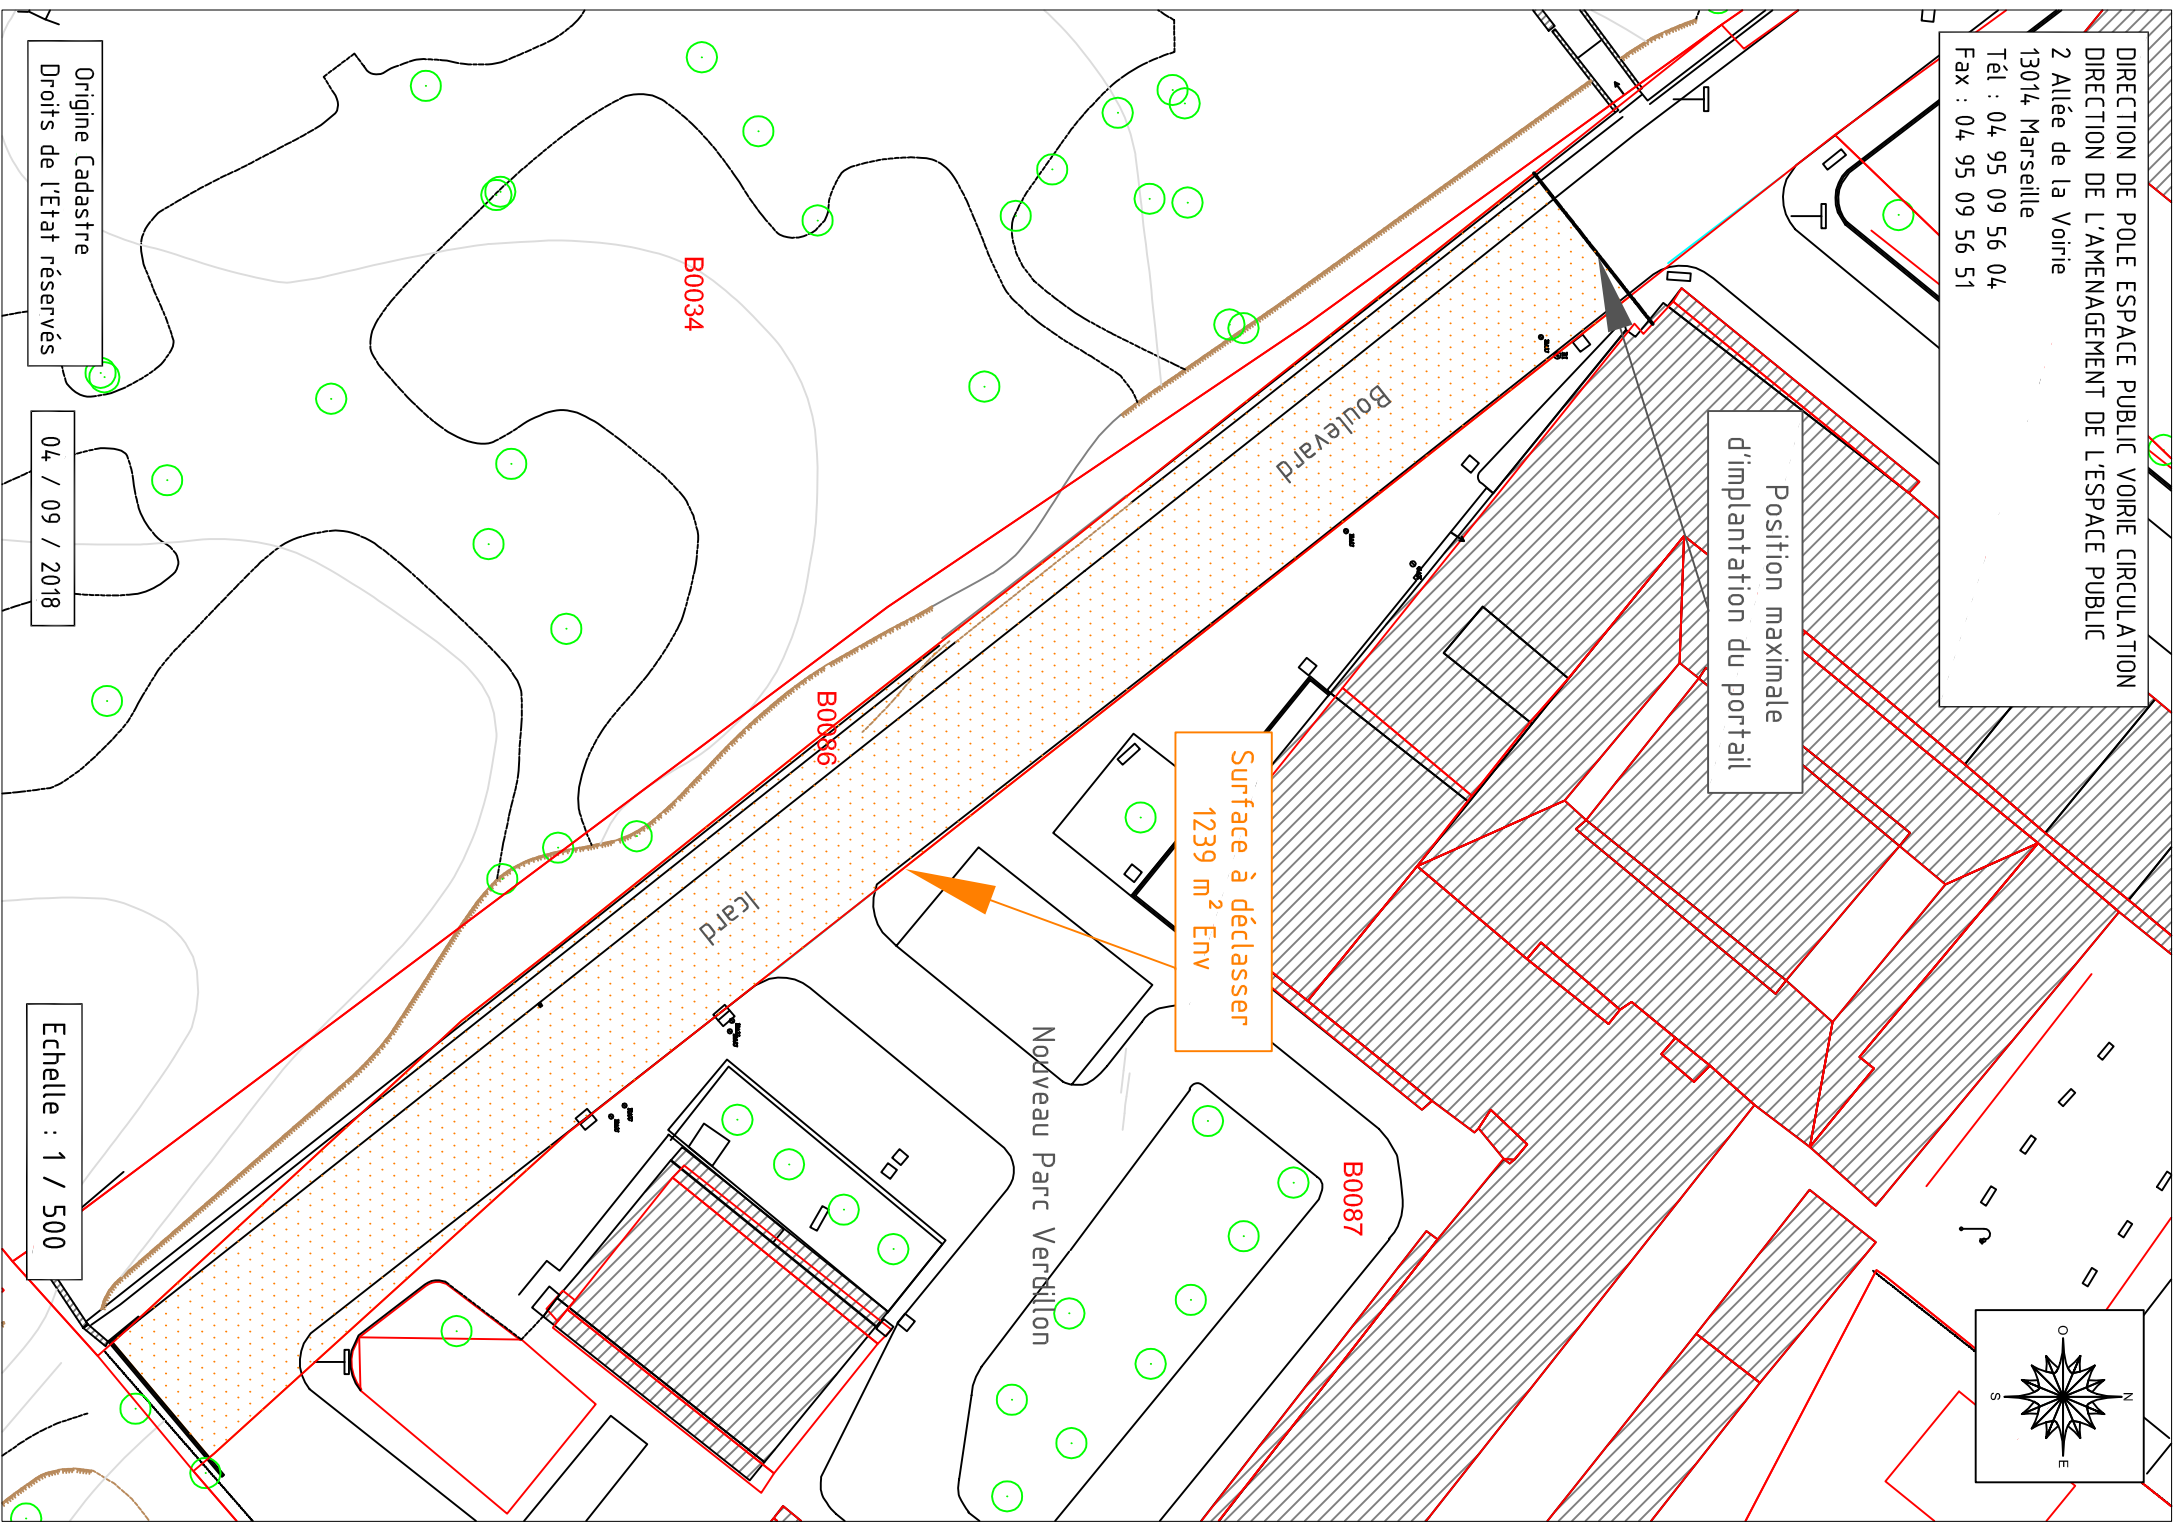 DIRECTION DE POLE ESPACE PUBLIC VOIRIE CIRCULATION
DIRECTION DE L'AMENAGEMENT DE L'ESPACE PUBLIC
2 Allée de la Voirie
13014 Marseille
Tél : 04 95 09 56 04
Fax : 04 95 09 56 51
Position maximale
d'implantation du portail
Surface à déclasser
1239 m² Env
Boulevard
Icard
Nouveau Parc Verdillon
B0034
B0086
B0087
Origine Cadastre
Droits de l'Etat réservés
04 / 09 / 2018
Echelle : 1 / 500
N
O
S
E